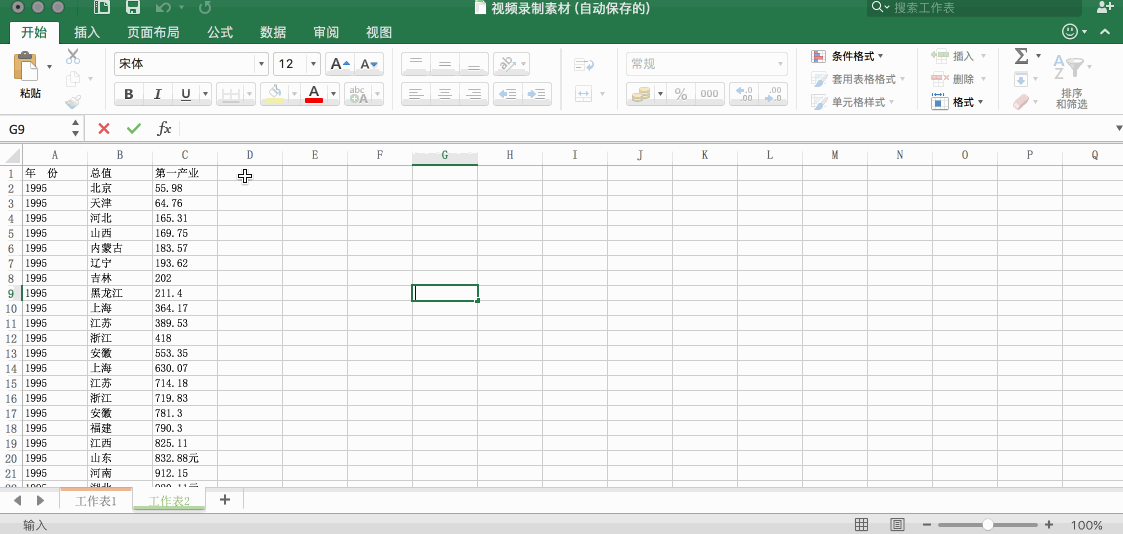 视频录制素材 (自动保存的)
搜索工作表
开始 插入 页面布局 公式 数据 审阅 视图
粘贴
宋体 12 A A 常规
B I U A abc A % 000 .0 .00 .00 .0
条件格式
套用表格格式
单元格样式
插入
删除
格式
Σ A Z
排序
和筛选
G9 fx
A B C D E F G H I J K L M N O P Q
1 年 份 总值 第一产业
2 1995 北京 55.98
3 1995 天津 64.76
4 1995 河北 165.31
5 1995 山西 169.75
6 1995 内蒙古 183.57
7 1995 辽宁 193.62
8 1995 吉林 202
9 1995 黑龙江 211.4
10 1995 上海 364.17
11 1995 江苏 389.53
12 1995 浙江 418
13 1995 安徽 553.35
14 1995 上海 630.07
15 1995 江苏 714.18
16 1995 浙江 719.83
17 1995 安徽 781.3
18 1995 福建 790.3
19 1995 江西 825.11
20 1995 山东 832.88元
21 1995 河南 912.15
工作表1 工作表2 +
输入 100%